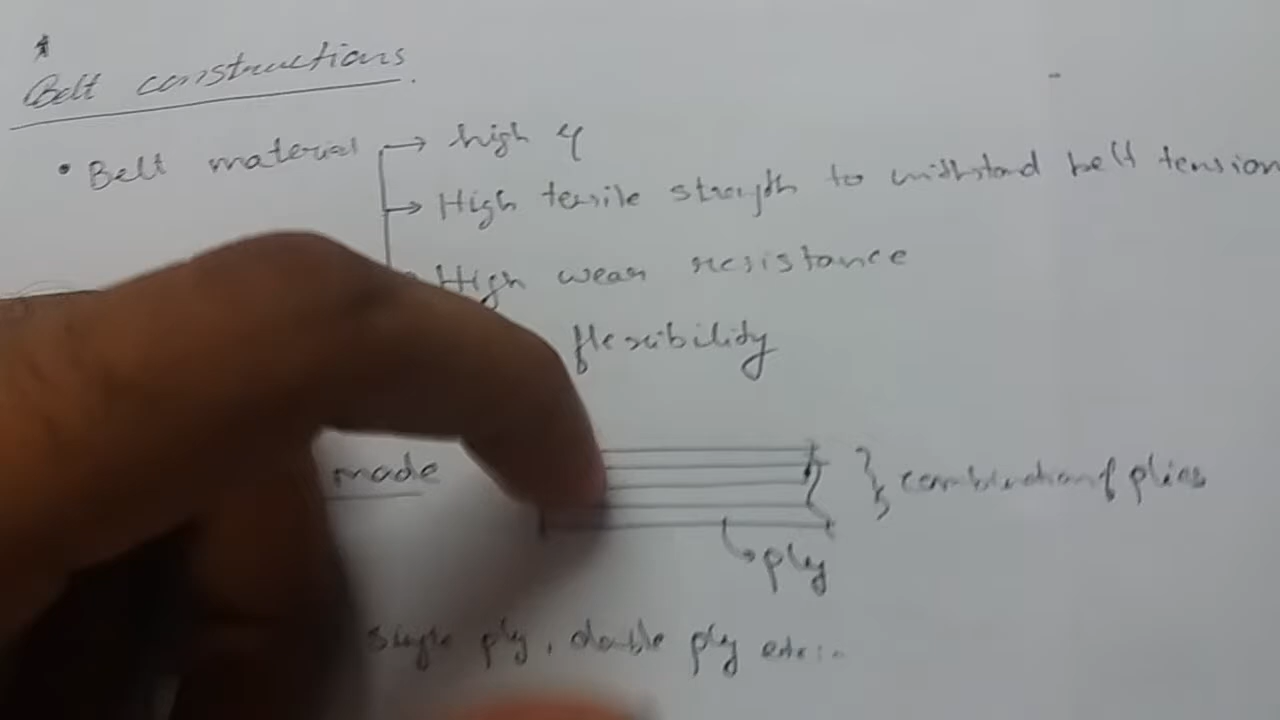 Belt constructions.
• Belt material → high
→ High tensile strength to withstand belt tension
High wear resistance
flexibility
made
} combination of plies
ply
single ply, double ply